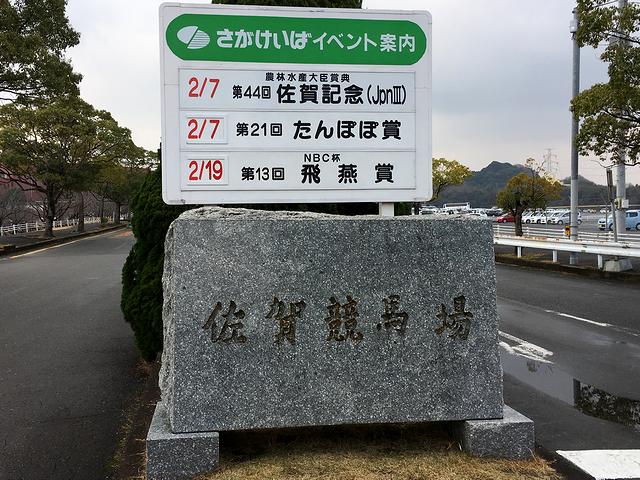 さがけいばイベント案内
農林水産大臣賞典
2/7 第44回 佐賀記念(JpnⅢ)
2/7 第21回 たんぽぽ賞
NBC杯
2/19 第13回 飛燕賞
佐賀競馬場